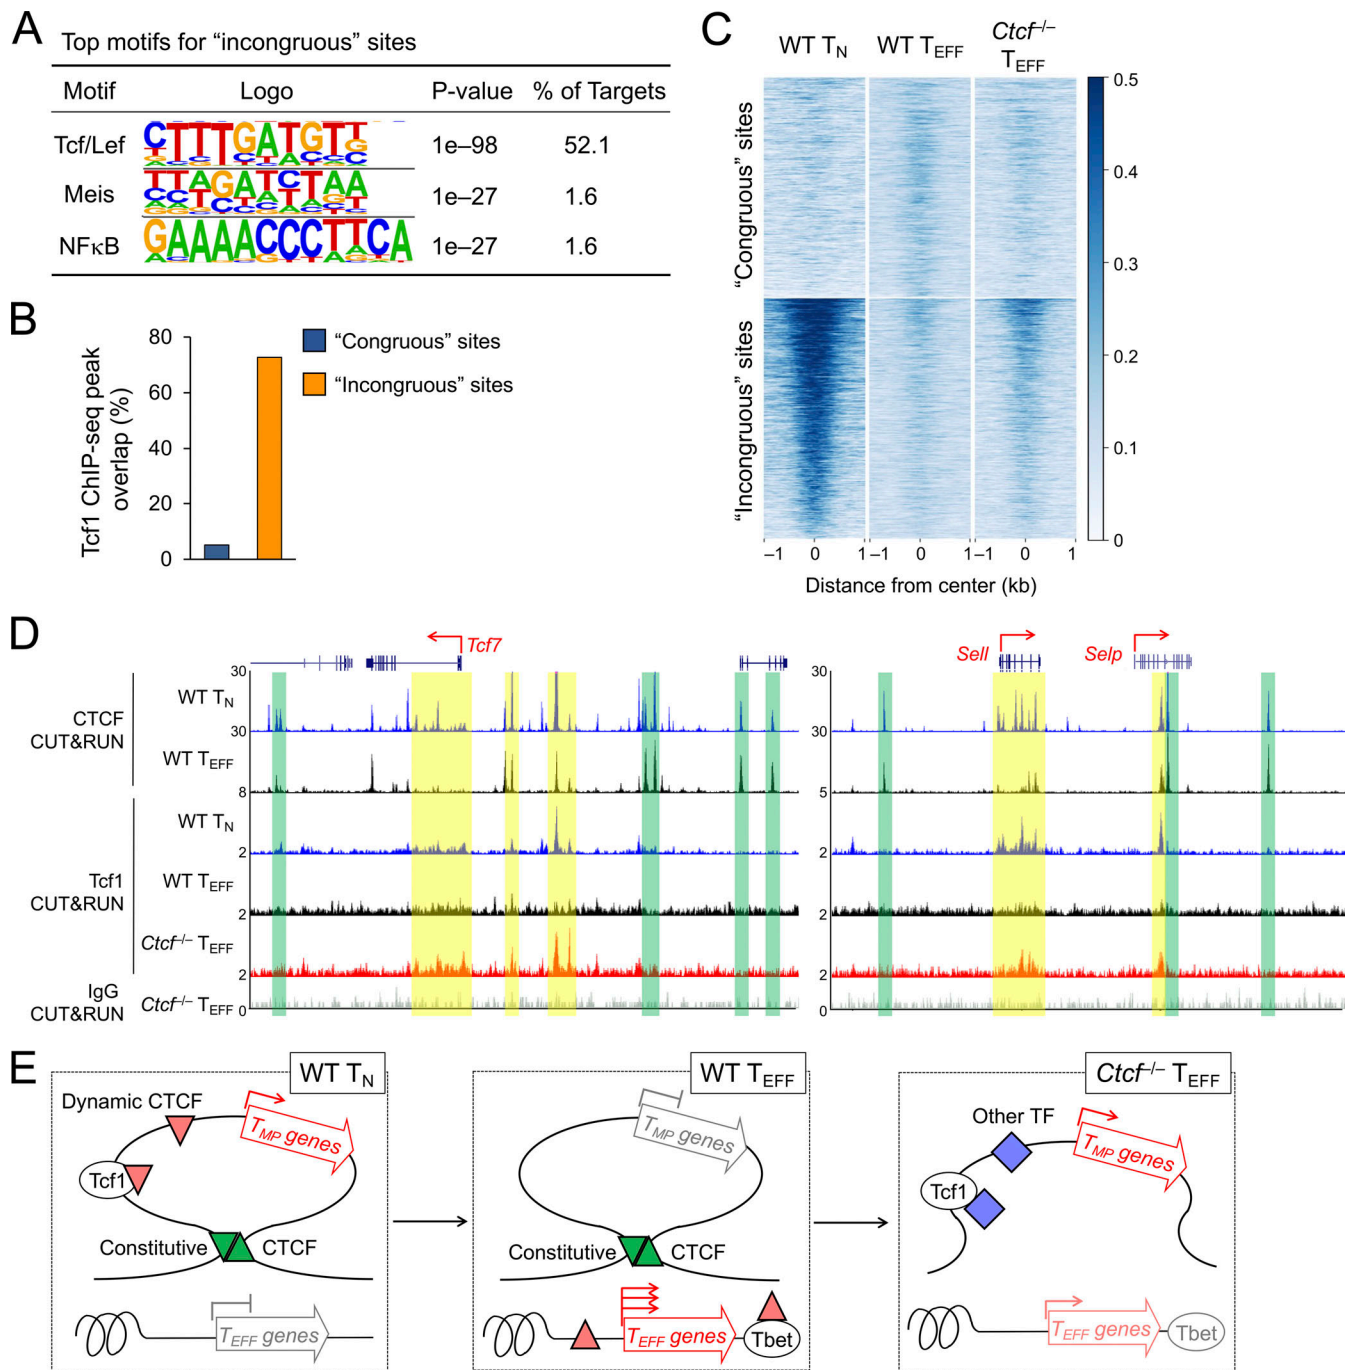 A
Top motifs for “incongruous” sites
Motif Logo P-value % of Targets
Tcf/Lef CTTTGATGTT 1e–98 52.1
Meis TTAGATCTAA 1e–27 1.6
NFκB GAAAACCCTTCA 1e–27 1.6
B
Tcf1 ChIP-seq peak
overlap (%)
80
60
40
20
0
“Congruous” sites
“Incongruous” sites
C
WT TN WT TEFF Ctcf–/–
TEFF
“Congruous” sites
“Incongruous” sites
0.5
0.4
0.3
0.2
0.1
0
–1 0 1 –1 0 1 –1 0 1
Distance from center (kb)
D
Tcf7 Sell Selp
CTCF
CUT&RUN
WT TN
30 30
WT TEFF
30 30
Tcf1
CUT&RUN
WT TN
8 5
WT TEFF
2 2
Ctcf–/– TEFF
2 2
IgG
CUT&RUN
Ctcf–/– TEFF
2 2
0 0
E
WT TN
Dynamic CTCF
TMP genes
Tcf1
Constitutive CTCF
TEFF genes
WT TEFF
TMP genes
Constitutive CTCF
TEFF genes
Tbet
Ctcf–/– TEFF
Other TF
TMP genes
Tcf1
TEFF genes
Tbet